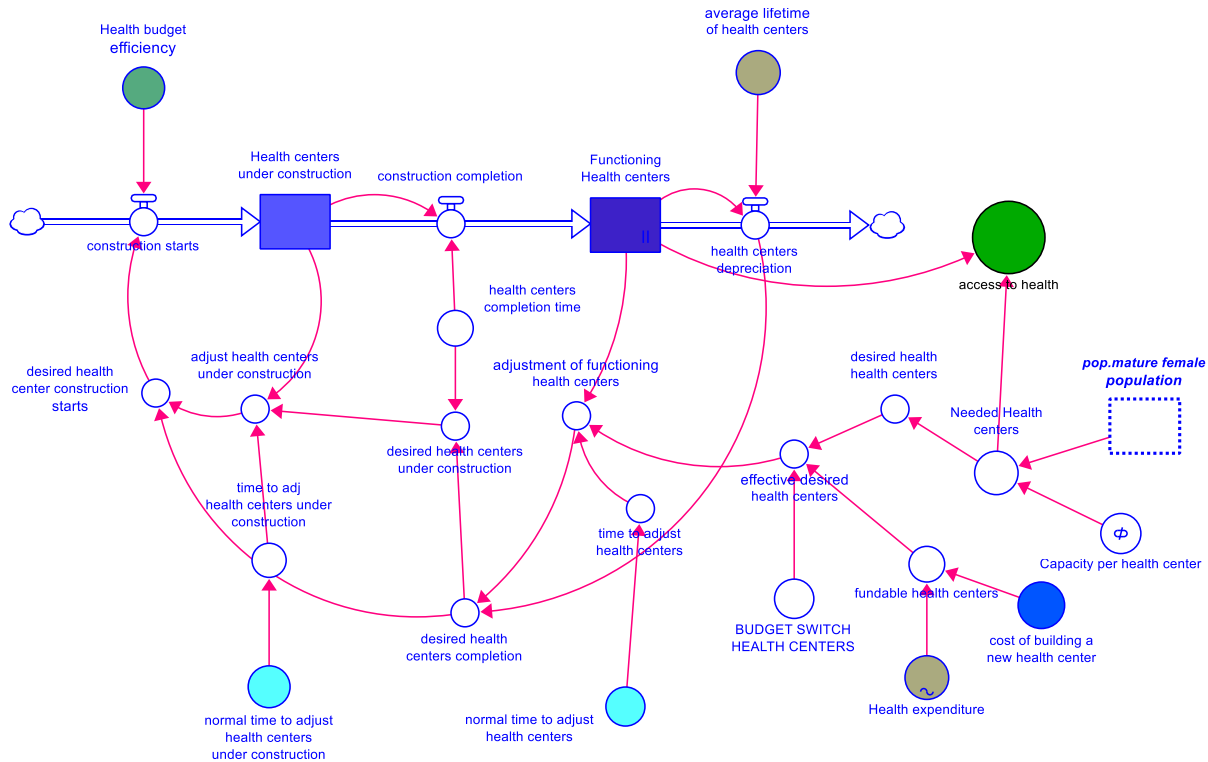 Health budget
efficiency
average lifetime
of health centers
Health centers
under construction
construction completion
Functioning
Health centers
construction starts
health centers
depreciation
access to health
health centers
completion time
desired health
center construction
starts
adjust health centers
under construction
adjustment of functioning
health centers
desired health
health centers
pop.mature female
population
Needed Health
centers
desired health centers
under construction
effective desired
health centers
time to adj
health centers under
construction
time to adjust
health centers
Capacity per health center
fundable health centers
BUDGET SWITCH
HEALTH CENTERS
desired health
centers completion
cost of building a
new health center
Health expenditure
normal time to adjust
health centers
under construction
normal time to adjust
health centers